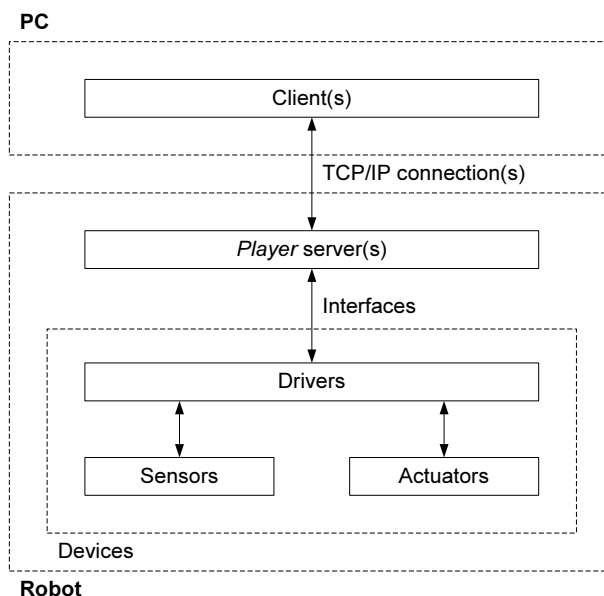 PC
Client(s)
TCP/IP connection(s)
Player server(s)
Interfaces
Drivers
Sensors
Actuators
Devices
Robot